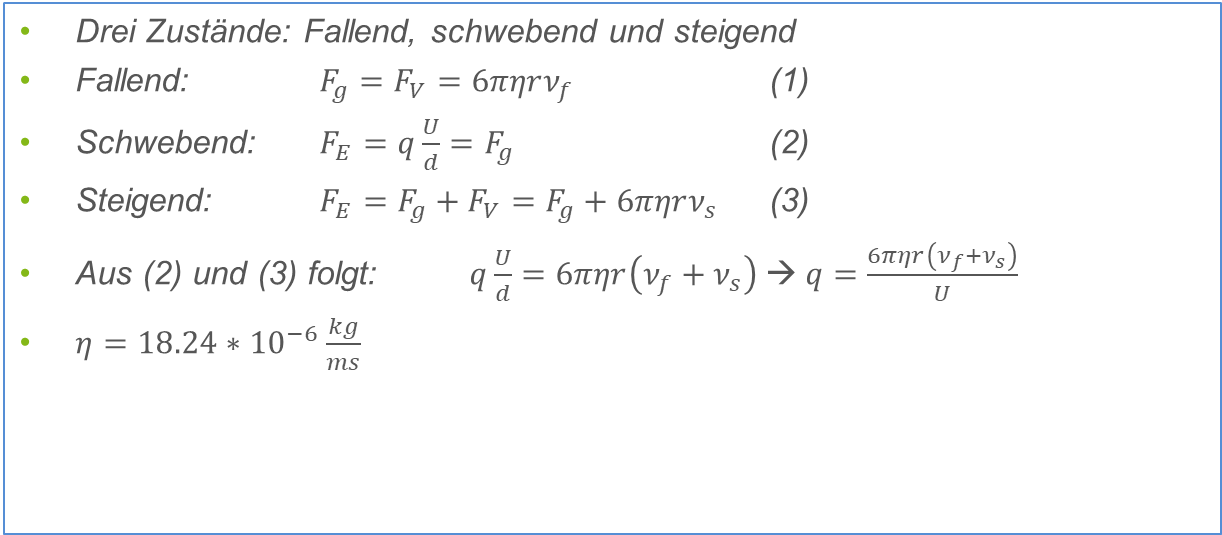 • Drei Zustände: Fallend, schwebend und steigend
• Fallend: F_g = F_V = 6πηrν_f (1)
• Schwebend: F_E = q U/d = F_g (2)
• Steigend: F_E = F_g + F_V = F_g + 6πηrν_s (3)
• Aus (2) und (3) folgt: q U/d = 6πηr(ν_f + ν_s) → q = 6πηr(ν_f+ν_s)/U
• η = 18.24 * 10^−6 kg/ms